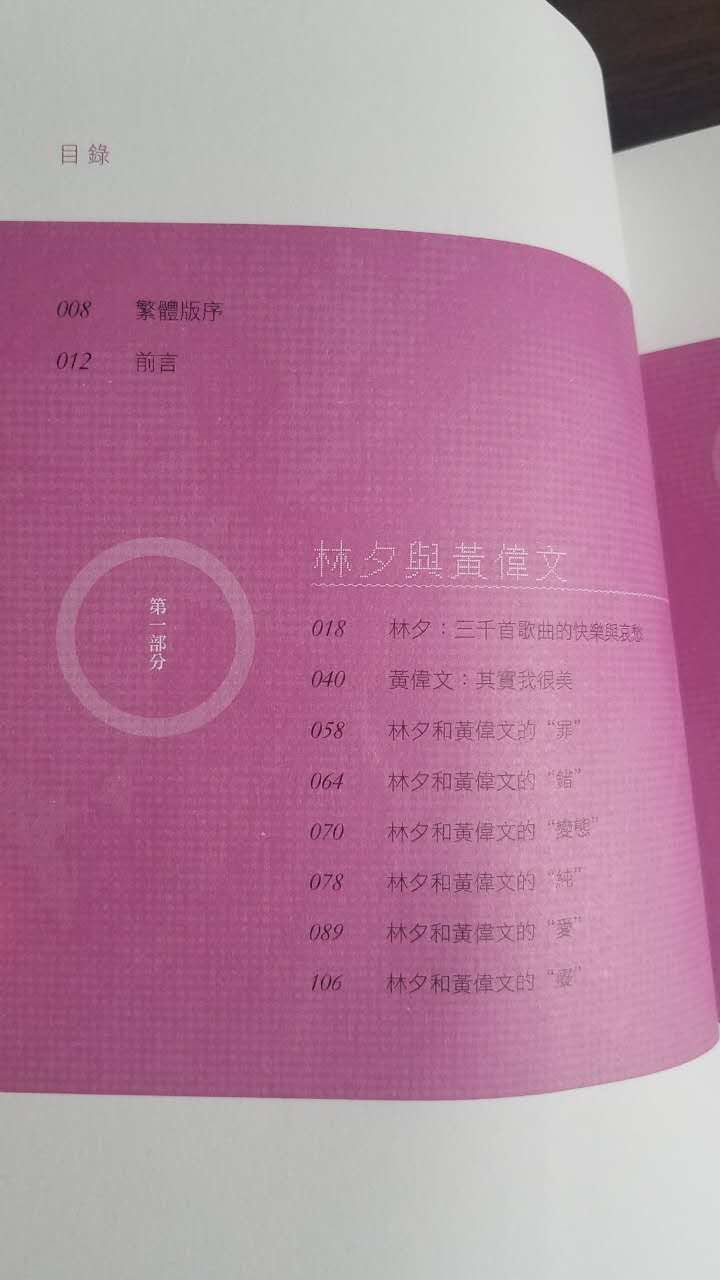 目錄
008 繁體版序
012 前言
第一部分
林夕與黃偉文
018 林夕：三千首歌曲的快樂與哀愁
040 黃偉文：其實我很美
058 林夕和黃偉文的“罪”
064 林夕和黃偉文的“錯”
070 林夕和黃偉文的“變態”
078 林夕和黃偉文的“純”
089 林夕和黃偉文的“愛”
106 林夕和黃偉文的